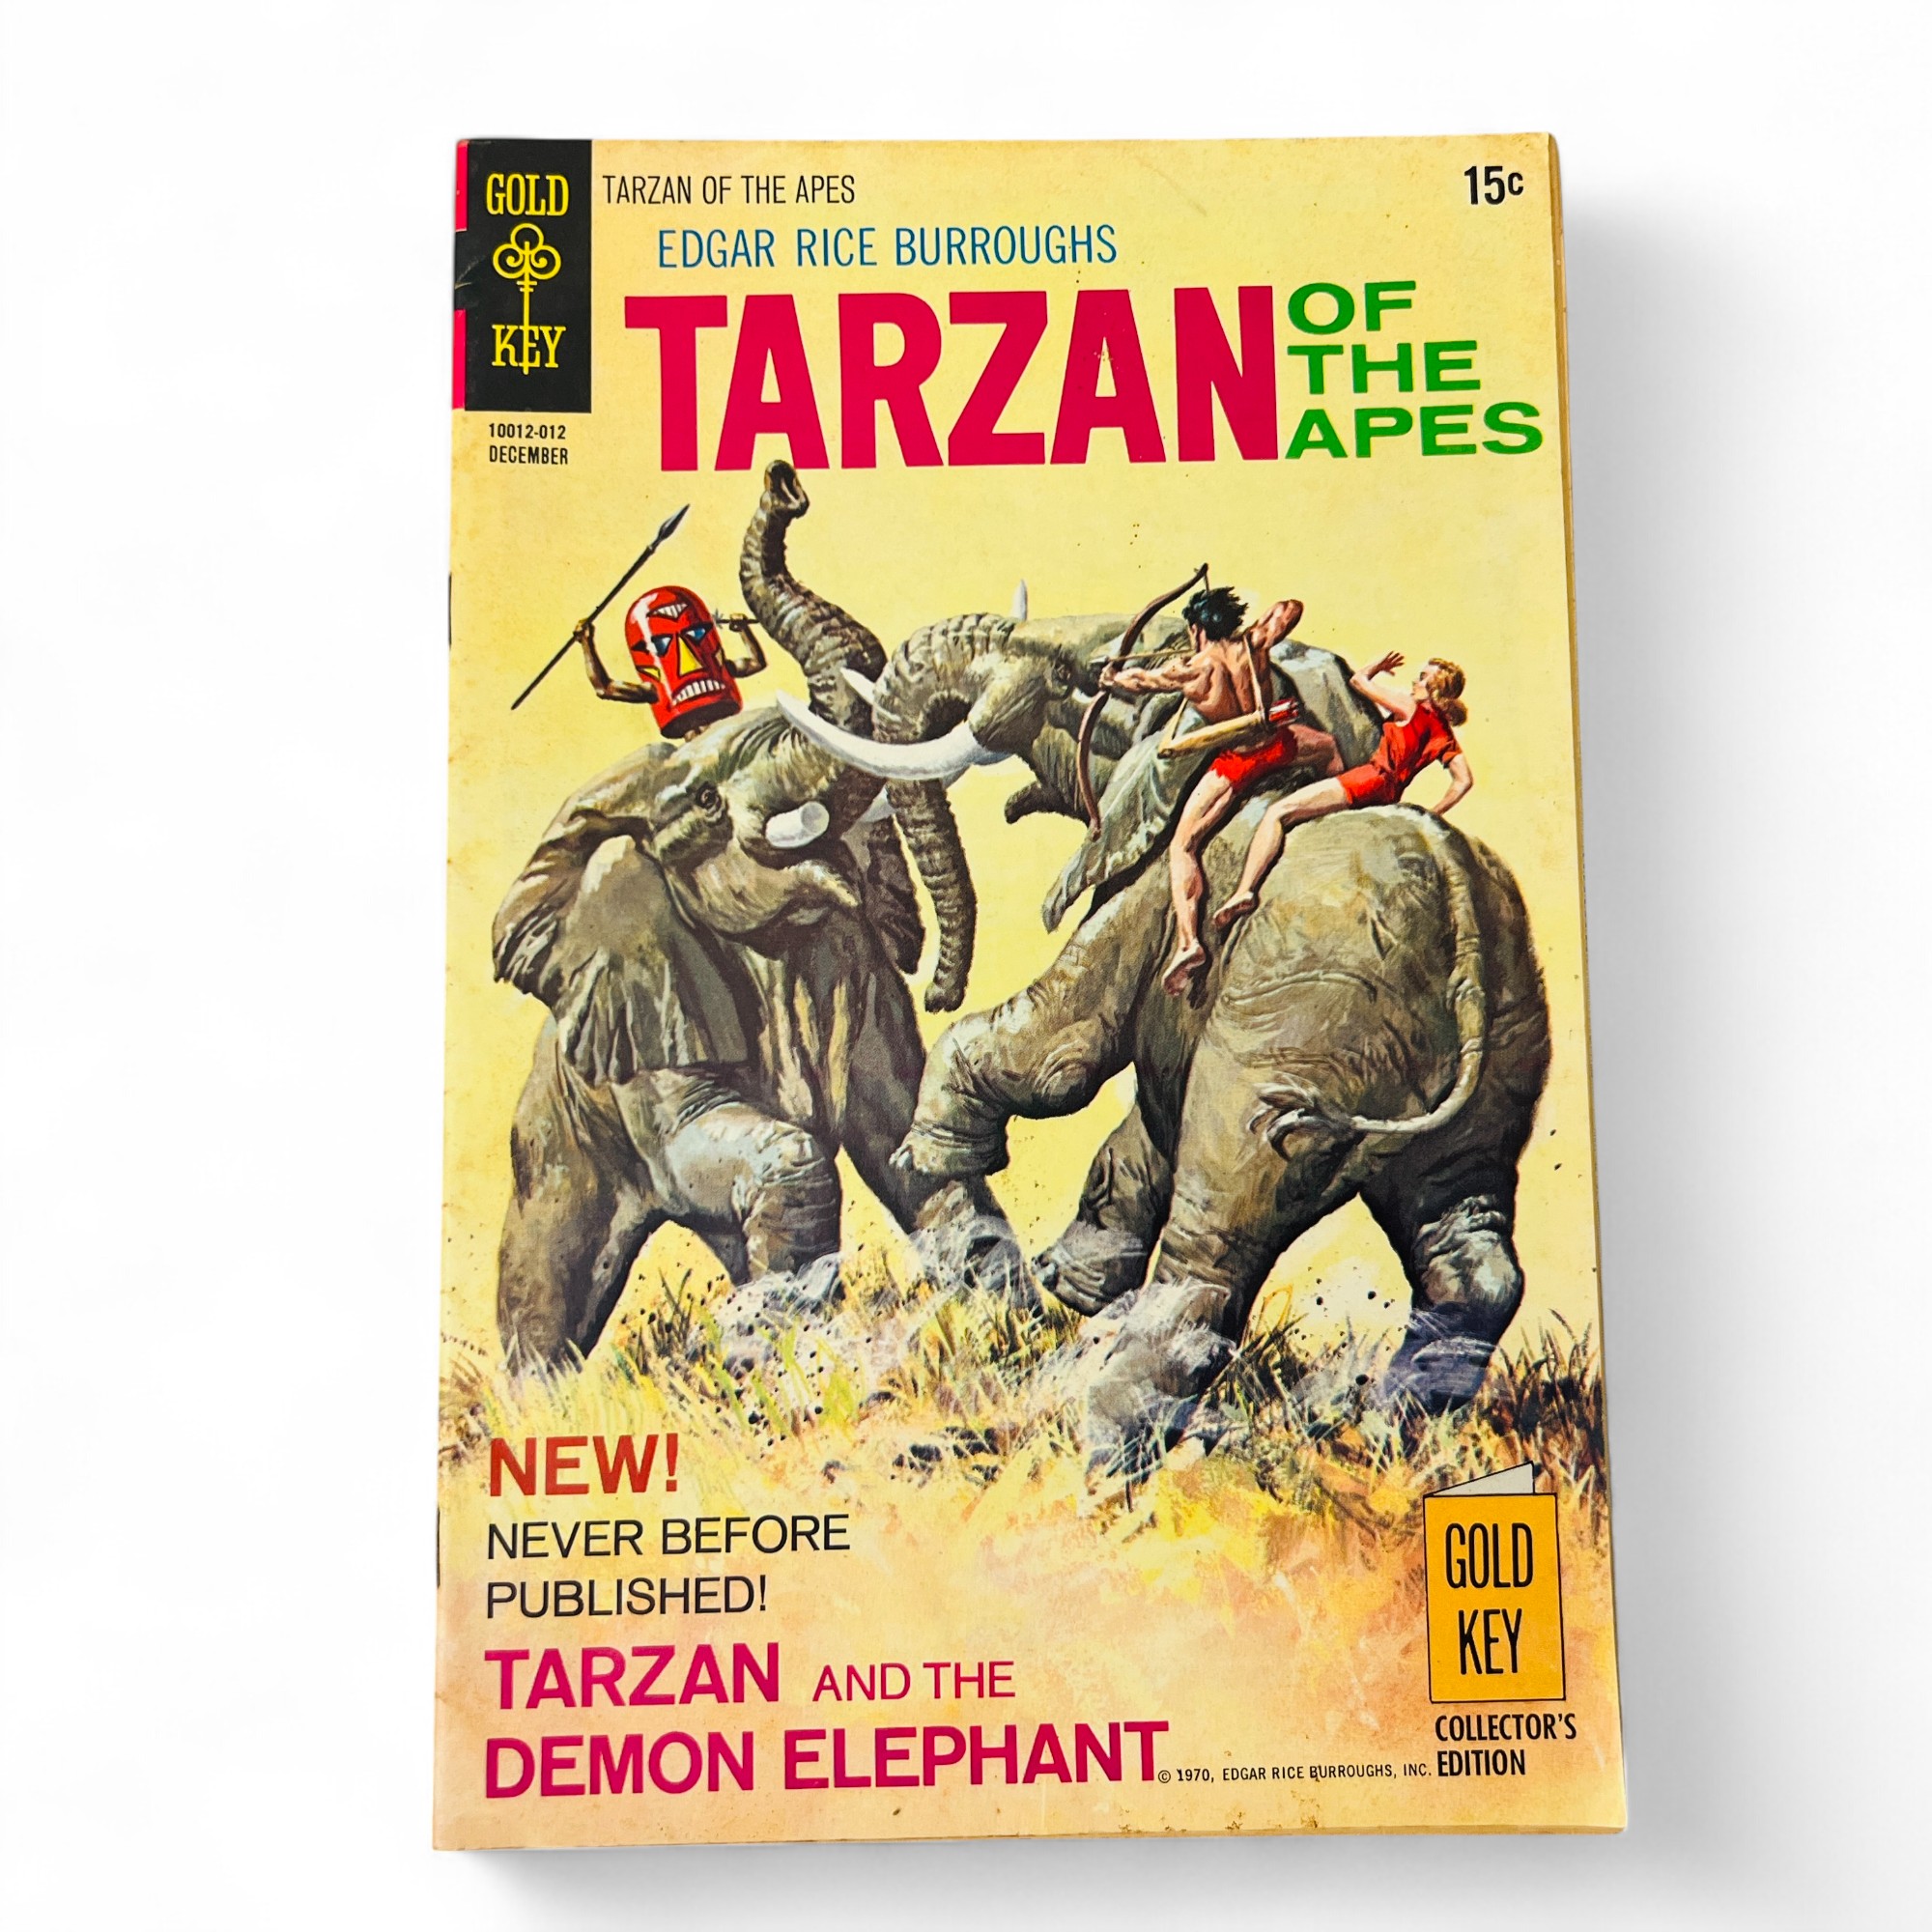 GOLD
KEY
TARZAN OF THE APES
15c
EDGAR RICE BURROUGHS
TARZAN OF THE APES
10012-012
DECEMBER
NEW!
NEVER BEFORE
PUBLISHED!
TARZAN AND THE
DEMON ELEPHANT
© 1970, EDGAR RICE BURROUGHS, INC.
GOLD
KEY
COLLECTOR'S
EDITION